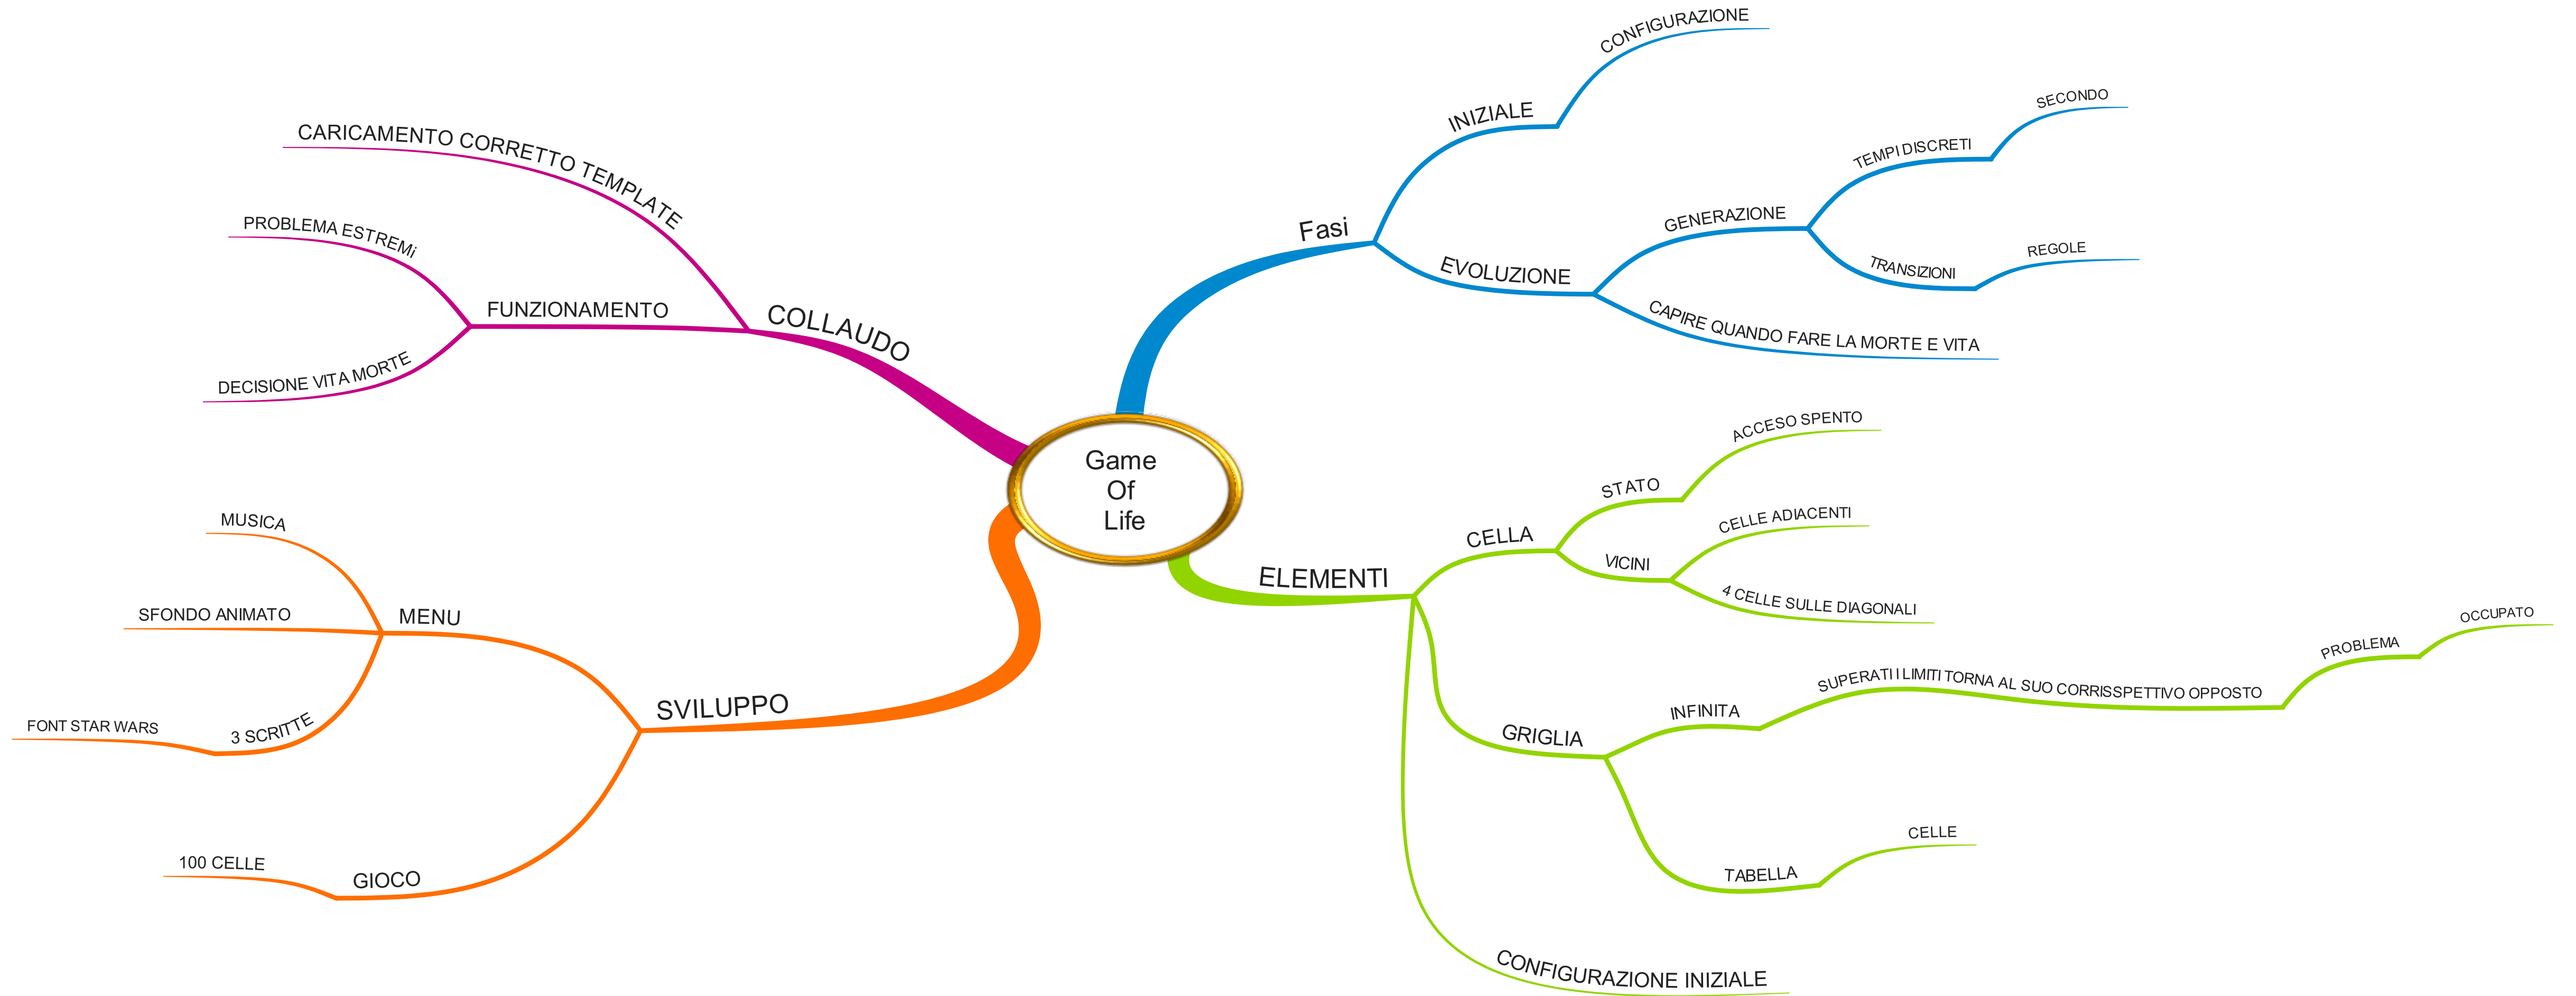 Game
Of
Life
Fasi
INIZIALE
CONFIGURAZIONE
EVOLUZIONE
GENERAZIONE
TEMPI DISCRETI
SECONDO
TRANSIZIONI
REGOLE
CAPIRE QUANDO FARE LA MORTE E VITA
ELEMENTI
CELLA
STATO
ACCESO SPENTO
VICINI
CELLE ADIACENTI
4 CELLE SULLE DIAGONALI
GRIGLIA
INFINITA
SUPERATI I LIMITI TORNA AL SUO CORRISSPETTIVO OPPOSTO
PROBLEMA
OCCUPATO
TABELLA
CELLE
CONFIGURAZIONE INIZIALE
SVILUPPO
MENU
MUSICA
SFONDO ANIMATO
3 SCRITTE
FONT STAR WARS
GIOCO
100 CELLE
COLLAUDO
CARICAMENTO CORRETTO TEMPLATE
FUNZIONAMENTO
PROBLEMA ESTREMi
DECISIONE VITA MORTE